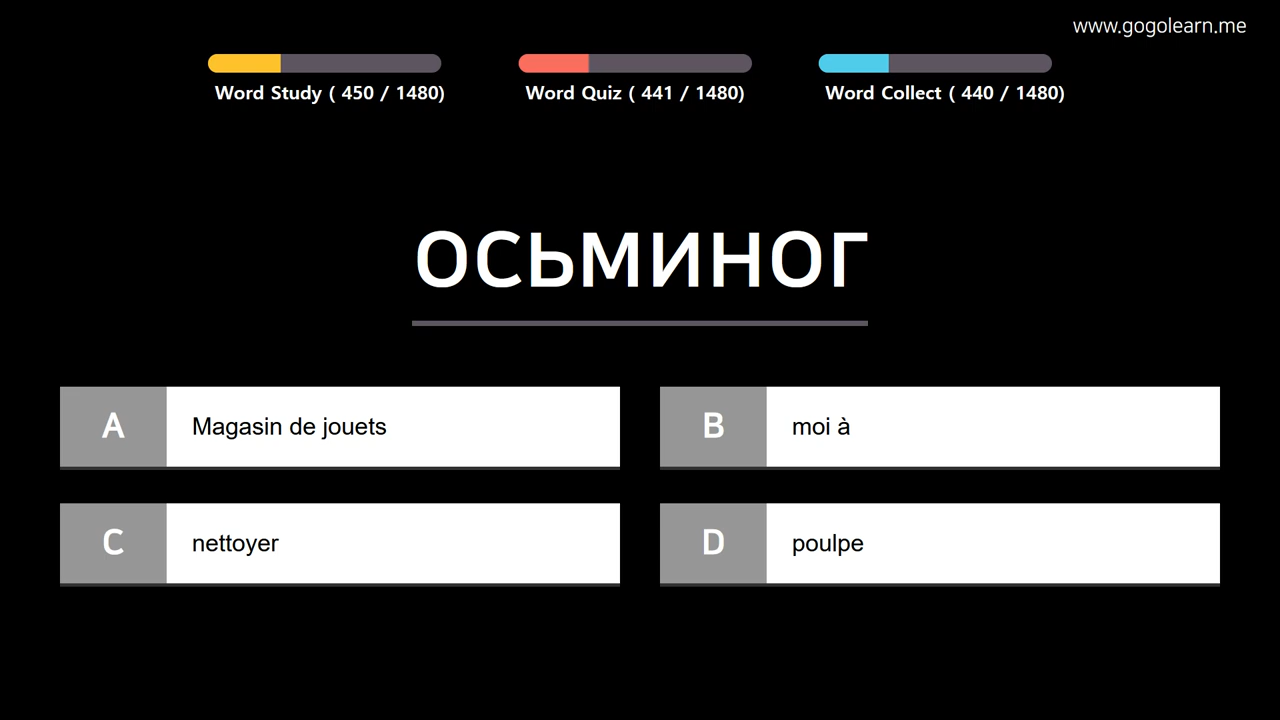 www.gogolearn.me
Word Study ( 450 / 1480)
Word Quiz ( 441 / 1480)
Word Collect ( 440 / 1480)
осьминог
A Magasin de jouets
B moi à
C nettoyer
D poulpe